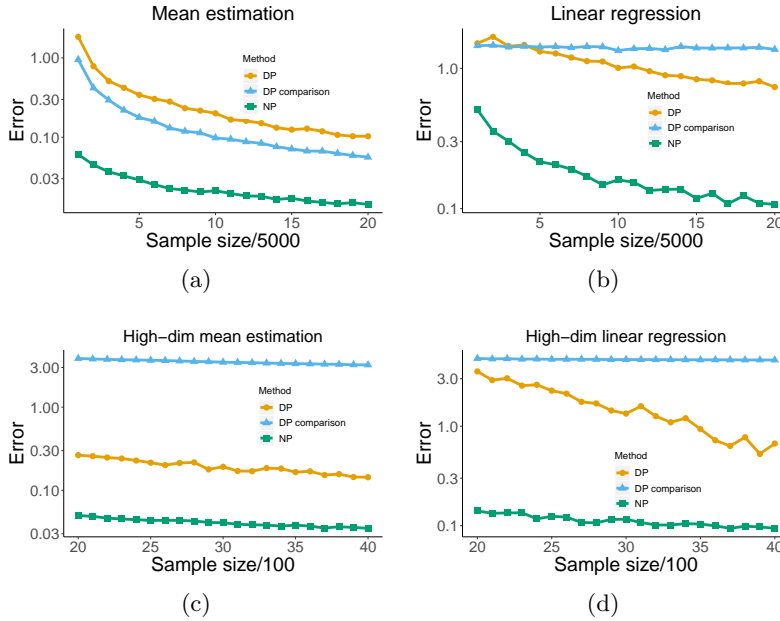 Mean estimation
Error
1.00
0.30
0.10
0.03
Method
DP
DP comparison
NP
5 10 15 20
Sample size/5000
(a)
Linear regression
Error
1.0
0.3
0.1
Method
DP
DP comparison
NP
5 10 15 20
Sample size/5000
(b)
High−dim mean estimation
Error
3.00
1.00
0.30
0.10
0.03
Method
DP
DP comparison
NP
20 25 30 35 40
Sample size/100
(c)
High−dim linear regression
Error
3.0
1.0
0.3
0.1
Method
DP
DP comparison
NP
20 25 30 35 40
Sample size/100
(d)